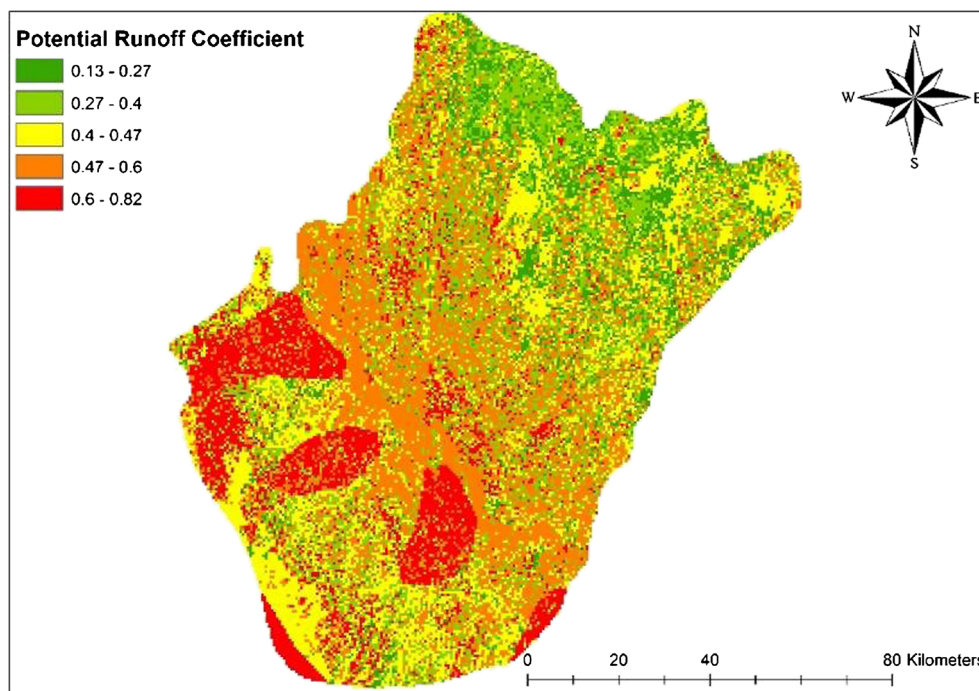 Potential Runoff Coefficient
0.13 - 0.27
0.27 - 0.4
0.4 - 0.47
0.47 - 0.6
0.6 - 0.82
N
W E
S
0 20 40 80 Kilometers